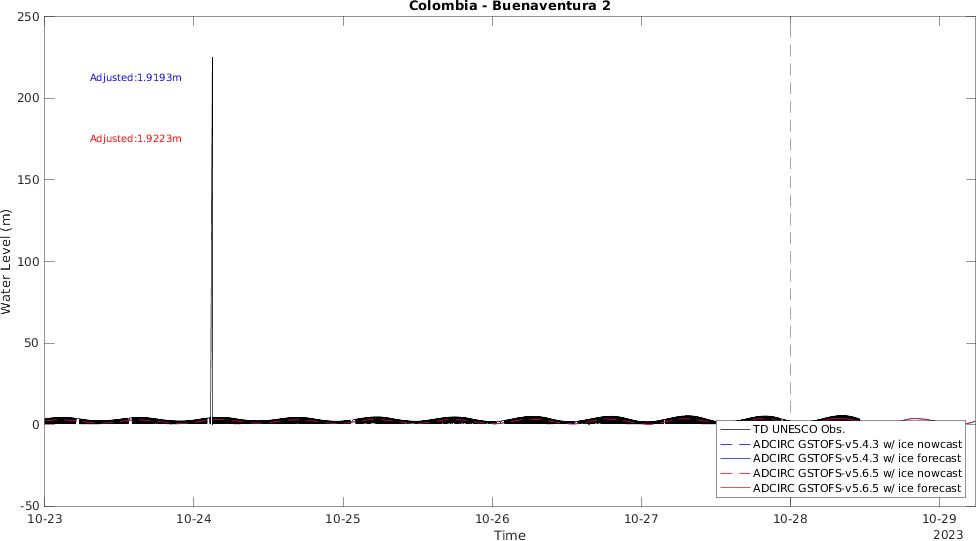 Colombia - Buenaventura 2
250
Adjusted:1.9193m
200
Adjusted:1.9223m
150
Water Level (m)
100
50
0
TD UNESCO Obs.
ADCIRC GSTOFS-v5.4.3 w/ ice nowcast
ADCIRC GSTOFS-v5.4.3 w/ ice forecast
ADCIRC GSTOFS-v5.6.5 w/ ice nowcast
ADCIRC GSTOFS-v5.6.5 w/ ice forecast
-50
10-23 10-24 10-25 10-26 10-27 10-28 10-29
Time 2023